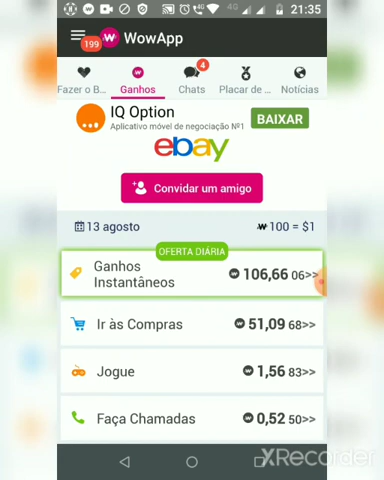 4G 4G 21:35
199 WowApp
4
Fazer o B... Ganhos Chats Placar de ... Notícias
IQ Option
Aplicativo móvel de negociação Nº1
BAIXAR
ebay
Convidar um amigo
13 agosto 100 = $1
OFERTA DIÁRIA
Ganhos
Instantâneos 106,66 06>>
Ir às Compras 51,09 68>>
Jogue 1,56 83>>
Faça Chamadas 0,52 50>>
XRecorder